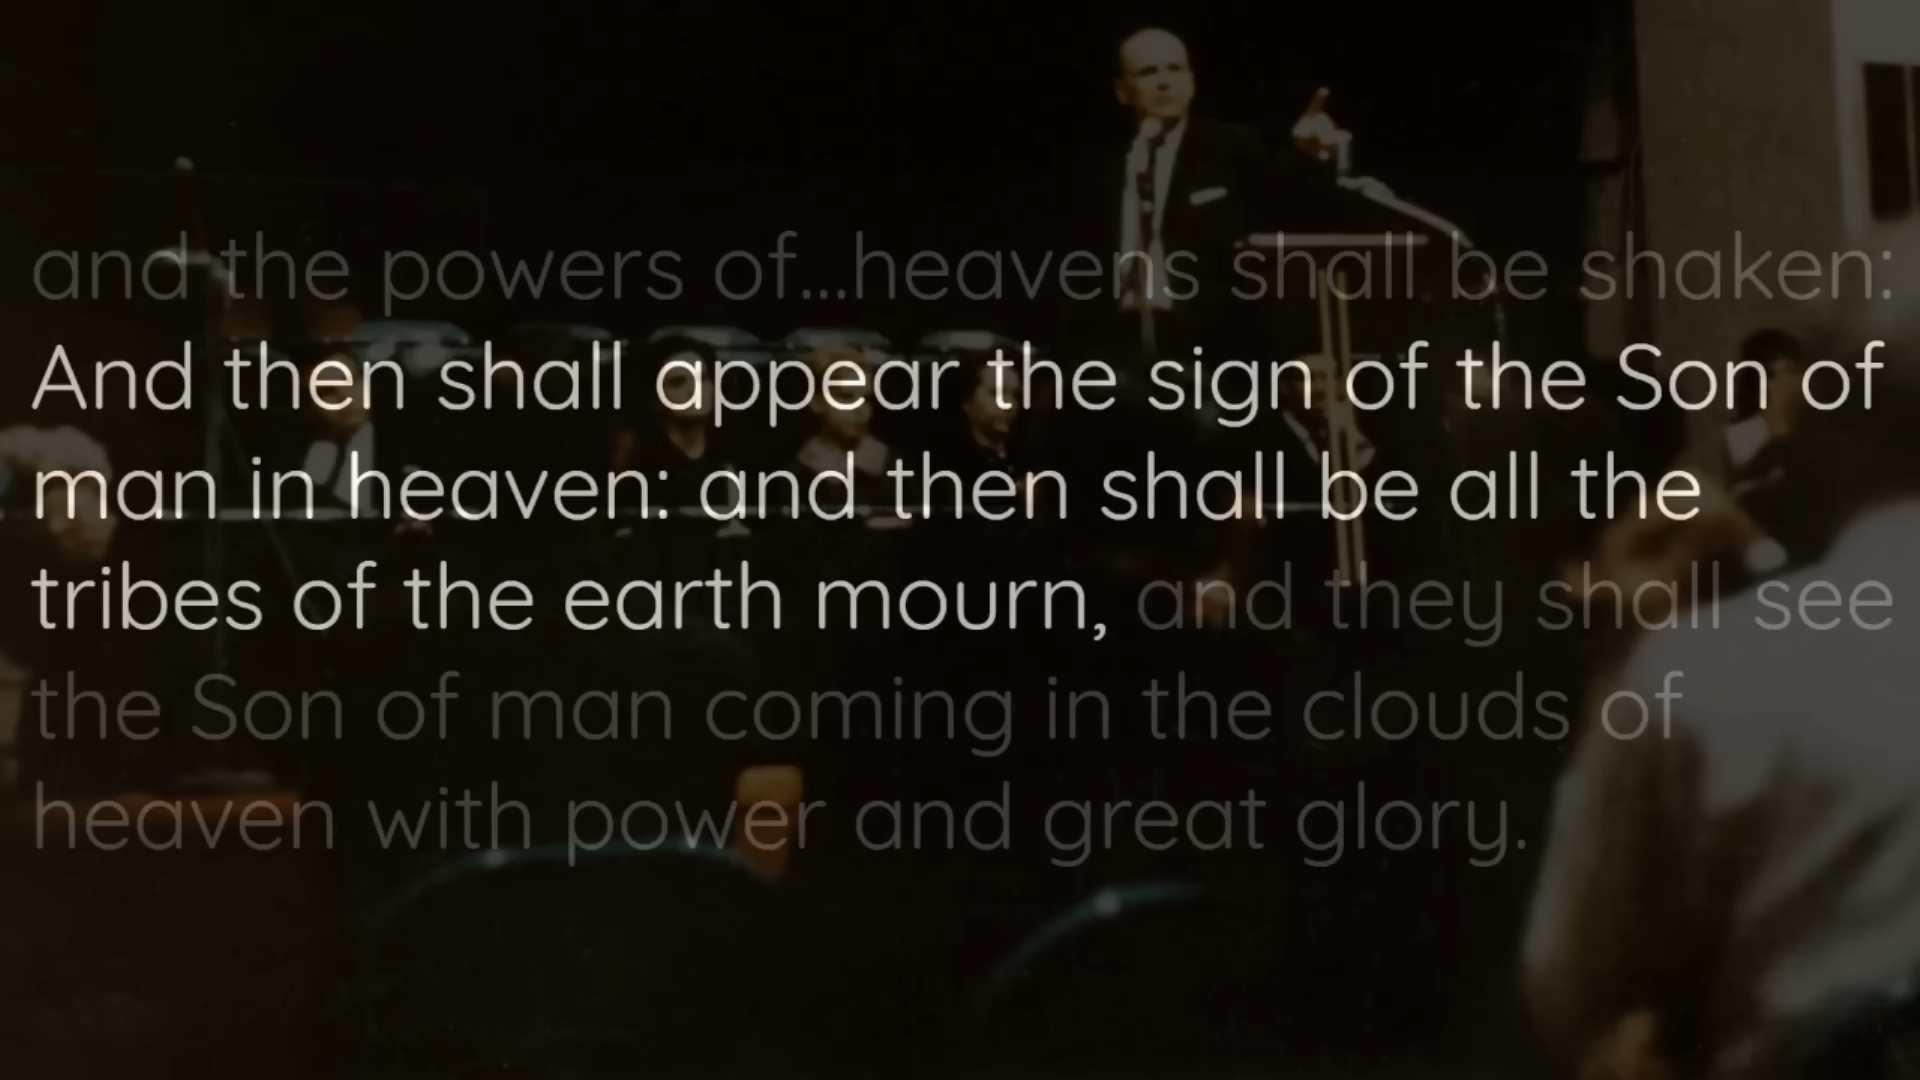 and the powers of...heavens shall be shaken:
And then shall appear the sign of the Son of
man in heaven: and then shall be all the
tribes of the earth mourn, and they shall see
the Son of man coming in the clouds of
heaven with power and great glory.